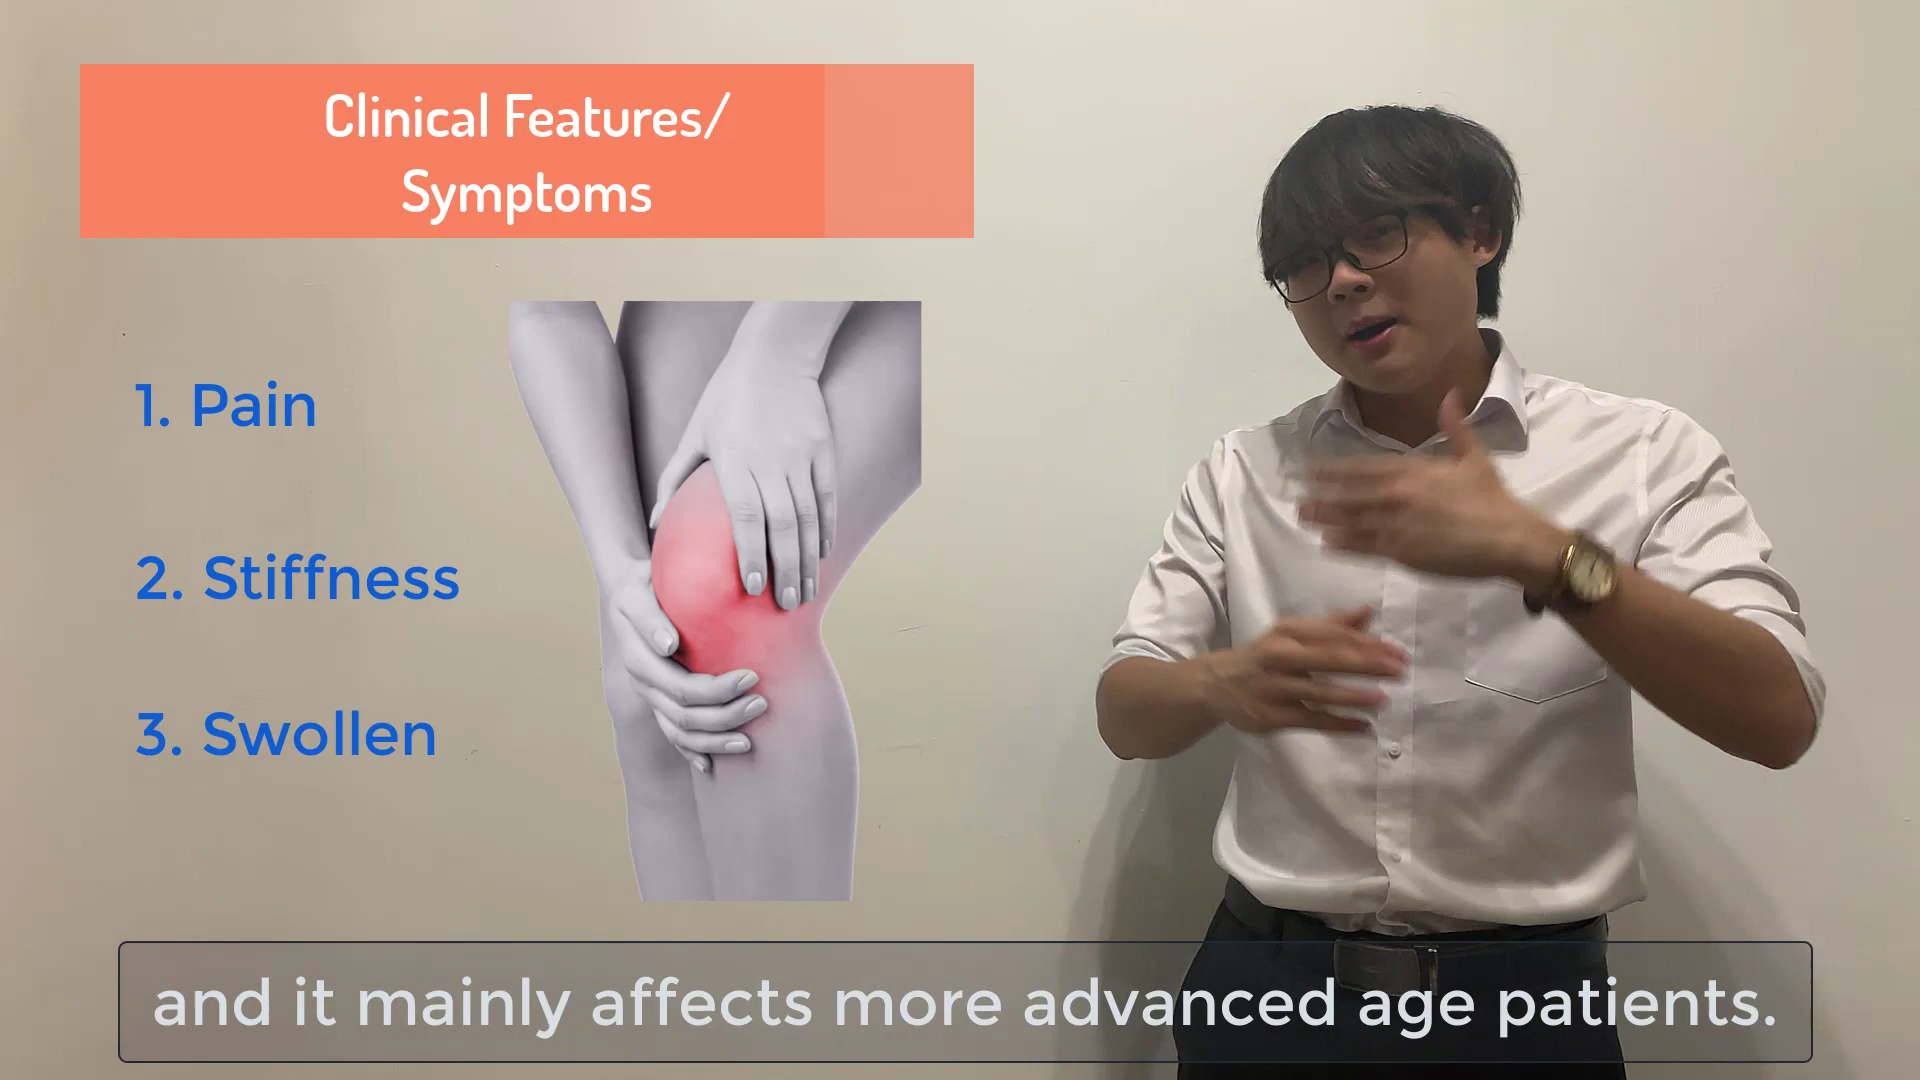 Clinical Features/
Symptoms
1. Pain
2. Stiffness
3. Swollen
and it mainly affects more advanced age patients.